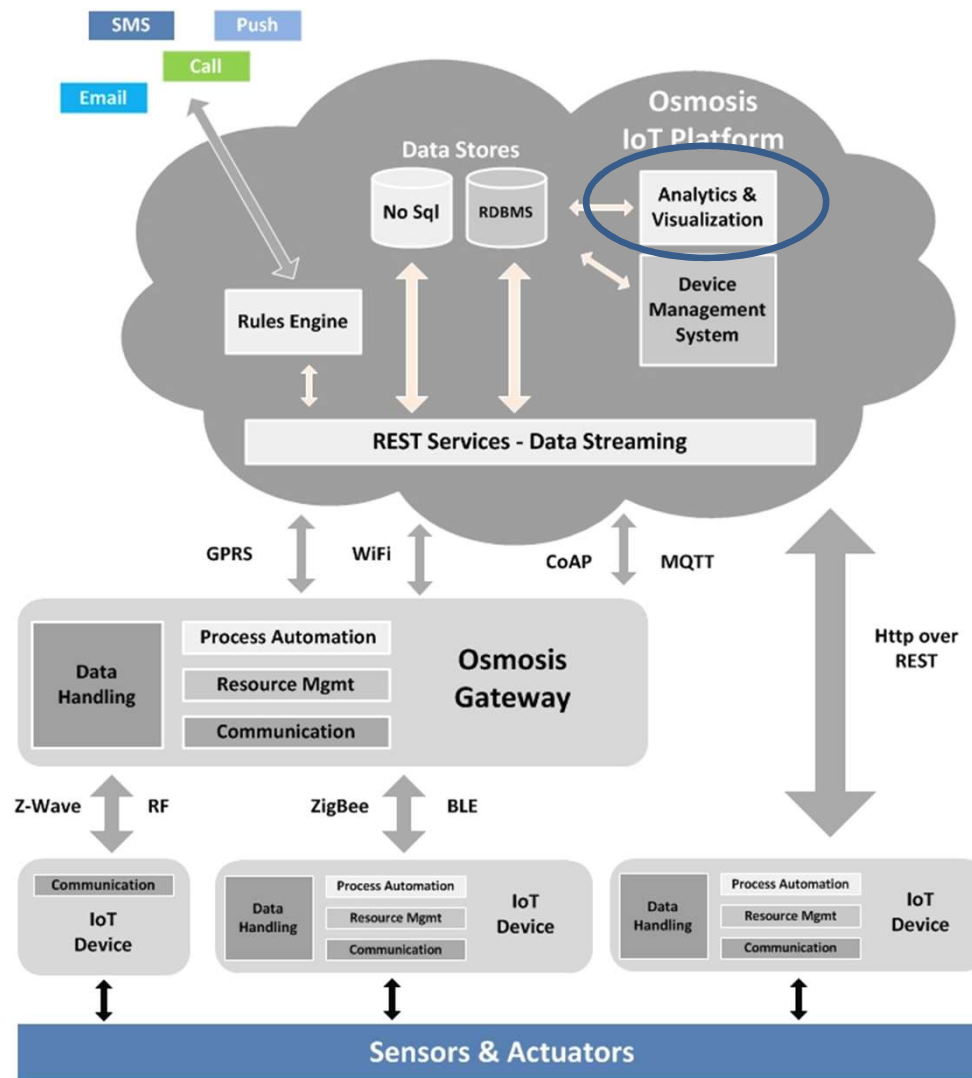 SMS
Push
Call
Email
Osmosis
IoT Platform
Data Stores
No Sql
RDBMS
Analytics &
Visualization
Device
Management
System
Rules Engine
REST Services - Data Streaming
GPRS
WiFi
CoAP
MQTT
Http over
REST
Data
Handling
Process Automation
Resource Mgmt
Communication
Osmosis
Gateway
Z-Wave
RF
ZigBee
BLE
Communication
IoT
Device
Data
Handling
Process Automation
Resource Mgmt
Communication
IoT
Device
Data
Handling
Process Automation
Resource Mgmt
Communication
IoT
Device
Sensors & Actuators